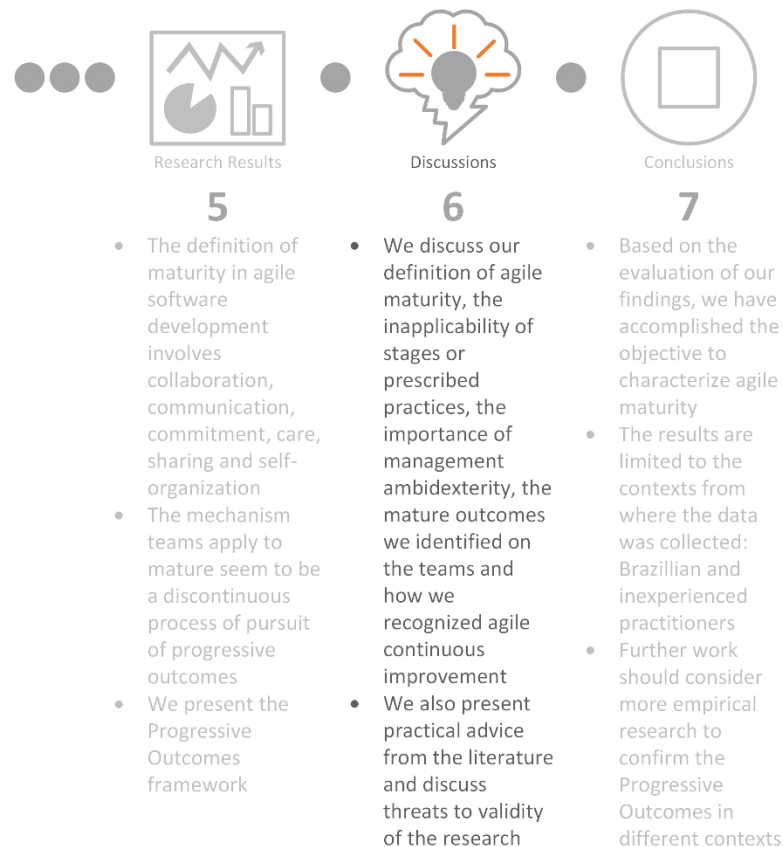 Research Results
5
• The definition of
maturity in agile
software
development
involves
collaboration,
communication,
commitment, care,
sharing and self-
organization
• The mechanism
teams apply to
mature seem to be
a discontinuous
process of pursuit
of progressive
outcomes
• We present the
Progressive
Outcomes
framework
Discussions
6
• We discuss our
definition of agile
maturity, the
inapplicability of
stages or
prescribed
practices, the
importance of
management
ambidexterity, the
mature outcomes
we identified on
the teams and
how we
recognized agile
continuous
improvement
• We also present
practical advice
from the literature
and discuss
threats to validity
of the research
Conclusions
7
• Based on the
evaluation of our
findings, we have
accomplished the
objective to
characterize agile
maturity
• The results are
limited to the
contexts from
where the data
was collected:
Brazillian and
inexperienced
practitioners
• Further work
should consider
more empirical
research to
confirm the
Progressive
Outcomes in
different contexts